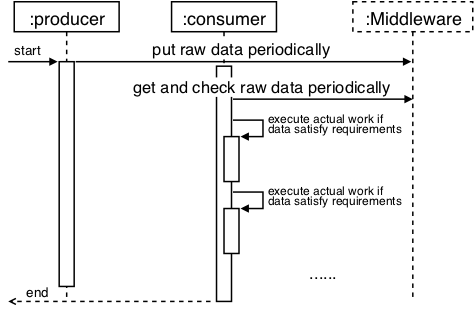 :producer
:consumer
:Middleware
start
put raw data periodically
get and check raw data periodically
execute actual work if
data satisfy requirements
execute actual work if
data satisfy requirements
......
end